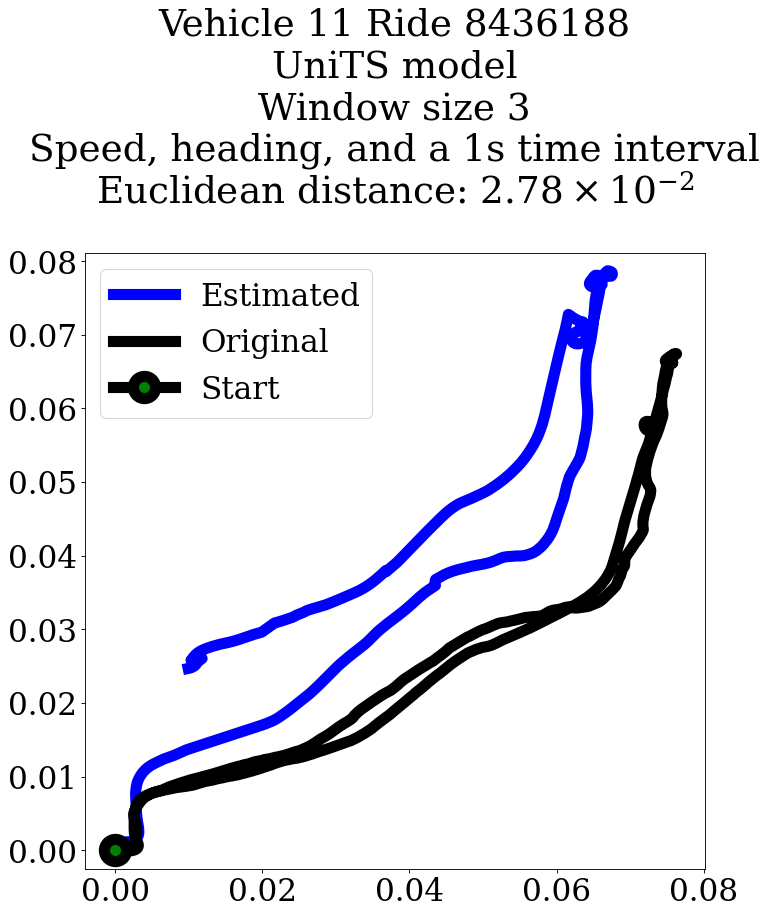 Vehicle 11 Ride 8436188
UniTS model
Window size 3
Speed, heading, and a 1s time interval
Euclidean distance: 2.78 × 10⁻²
0.08
0.07
0.06
0.05
0.04
0.03
0.02
0.01
0.00
Estimated
Original
Start
0.00 0.02 0.04 0.06 0.08